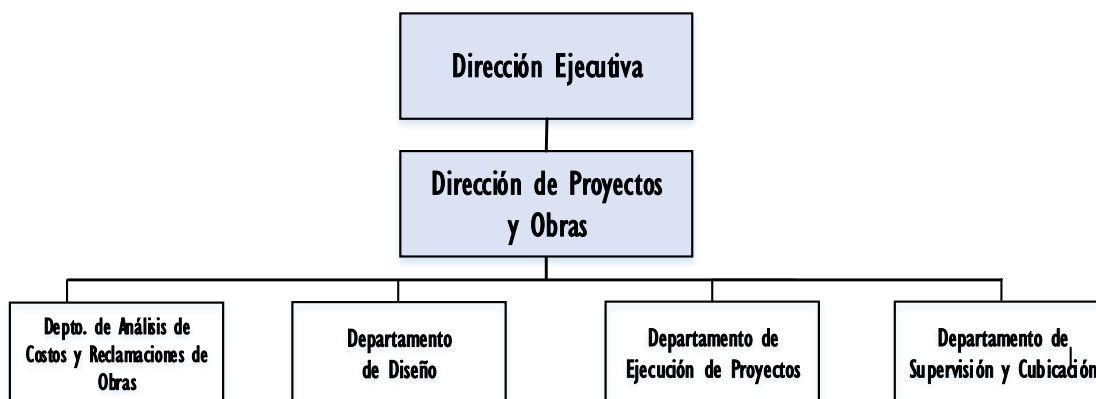 Dirección Ejecutiva
Dirección de Proyectos
y Obras
Depto. de Análisis de
Costos y Reclamaciones de
Obras
Departamento
de Diseño
Departamento de
Ejecución de Proyectos
Departamento de
Supervisión y Cubicación